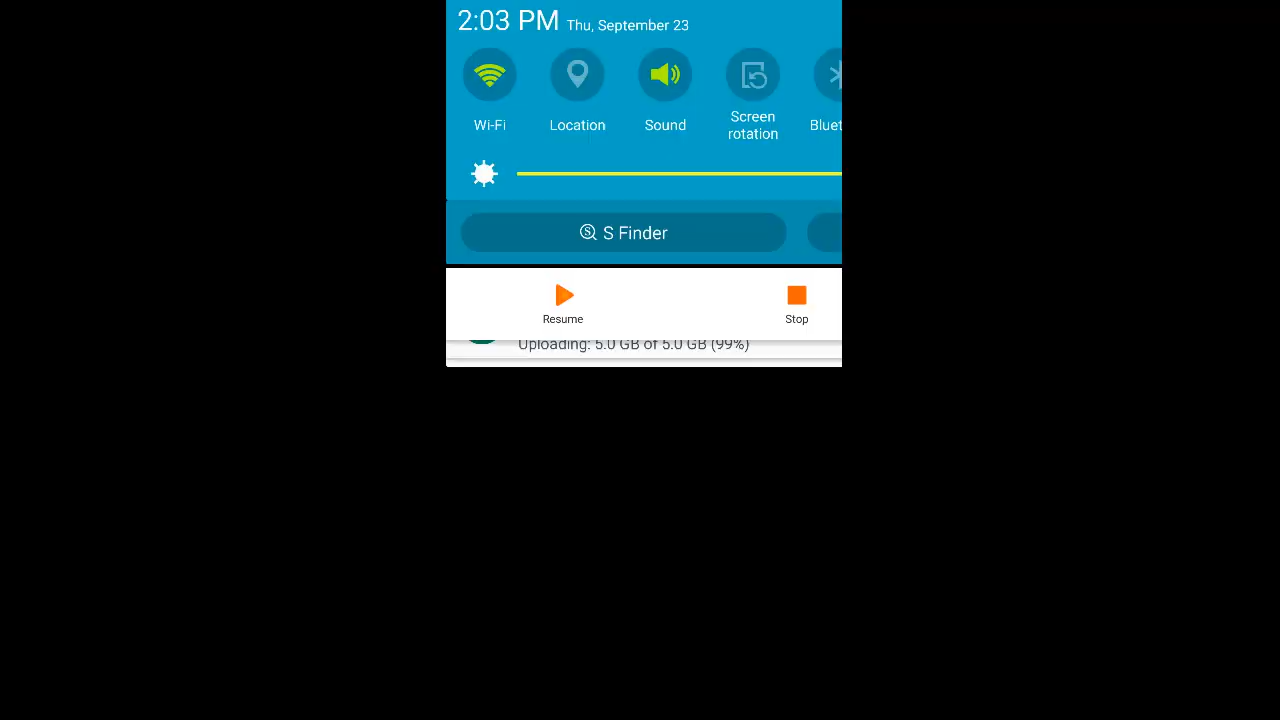 2:03 PM Thu, September 23
Wi-Fi
Location
Sound
Screen
rotation
Bluet
S Finder
Resume
Stop
Uploading: 5.0 GB of 5.0 GB (99%)